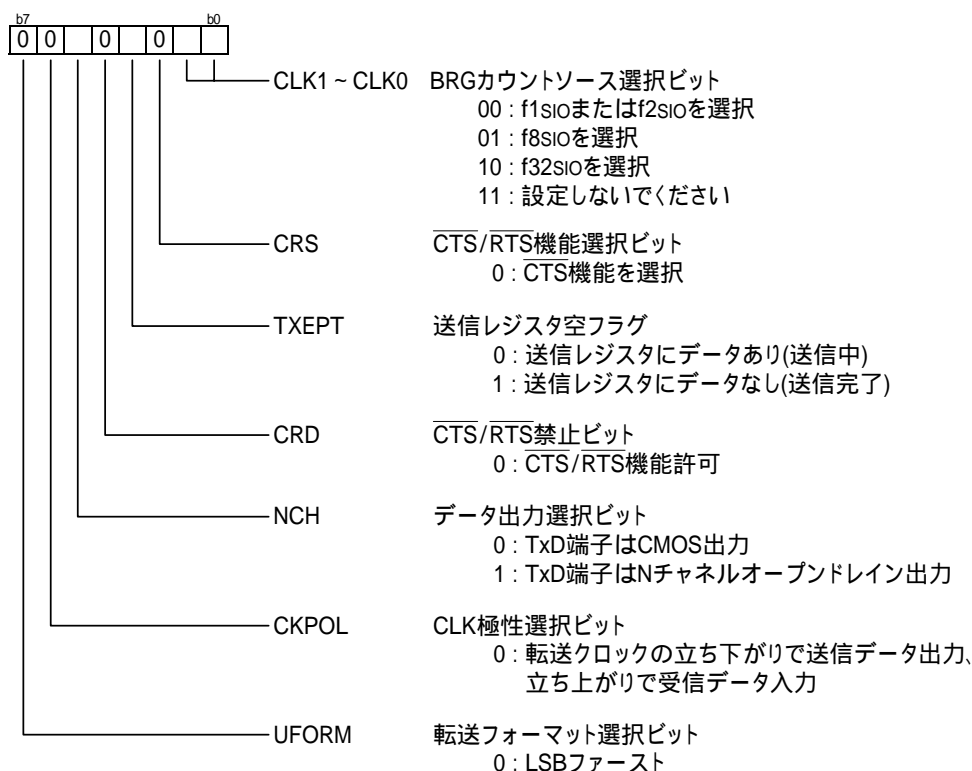 b7 b0
0 0 0 0
CLK1 ~ CLK0 BRGカウントソース選択ビット
00 : f1SIOまたはf2SIOを選択
01 : f8SIOを選択
10 : f32SIOを選択
11 : 設定しないでください
CRS CTS/RTS機能選択ビット
0 : CTS機能を選択
TXEPT 送信レジスタ空フラグ
0 : 送信レジスタにデータあり(送信中)
1 : 送信レジスタにデータなし(送信完了)
CRD CTS/RTS禁止ビット
0 : CTS/RTS機能許可
NCH データ出力選択ビット
0 : TxD端子はCMOS出力
1 : TxD端子はNチャネルオープンドレイン出力
CKPOL CLK極性選択ビット
0 : 転送クロックの立ち下がりで送信データ出力、
立ち上がりで受信データ入力
UFORM 転送フォーマット選択ビット
0 : LSBファースト